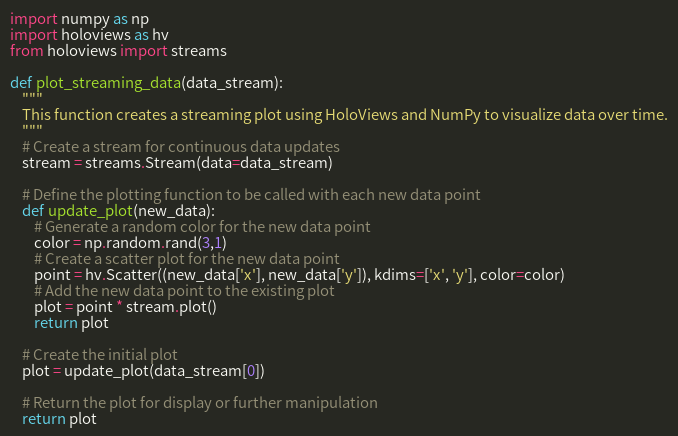 import numpy as np
import holoviews as hv
from holoviews import streams

def plot_streaming_data(data_stream):
    """
    This function creates a streaming plot using HoloViews and NumPy to visualize data over time.
    """
    # Create a stream for continuous data updates
    stream = streams.Stream(data=data_stream)

    # Define the plotting function to be called with each new data point
    def update_plot(new_data):
        # Generate a random color for the new data point
        color = np.random.rand(3,1)
        # Create a scatter plot for the new data point
        point = hv.Scatter((new_data['x'], new_data['y']), kdims=['x', 'y'], color=color)
        # Add the new data point to the existing plot
        plot = point * stream.plot()
        return plot

    # Create the initial plot
    plot = update_plot(data_stream[0])

    # Return the plot for display or further manipulation
    return plot